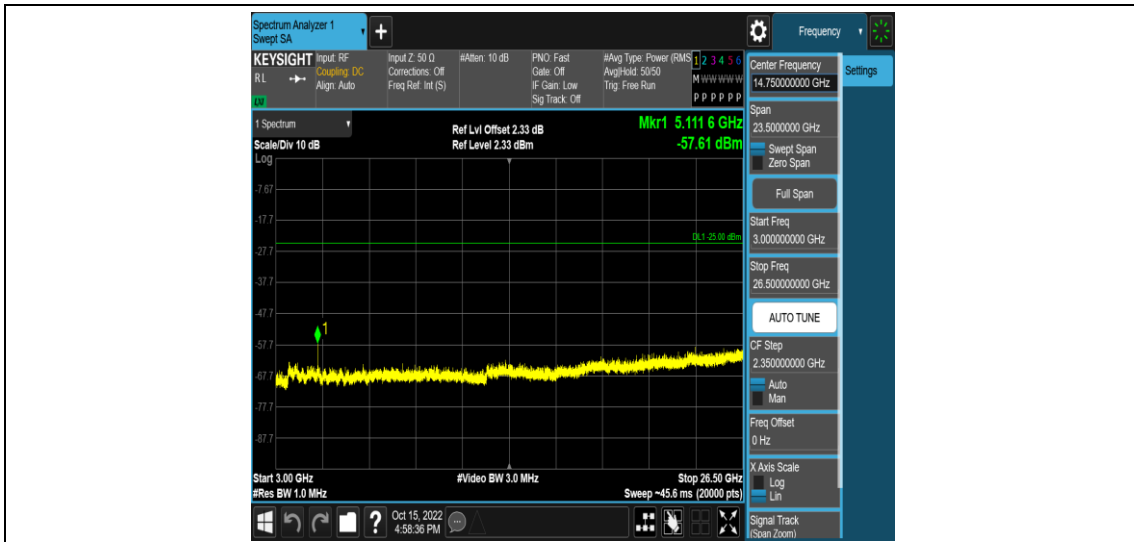 Spectrum Analyzer 1
Swept SA
+
Frequency
KEYSIGHT
RL
LXI
Input: RF
Coupling: DC
Align: Auto
Input Z: 50 Ω
Corrections: Off
Freq Ref: Int (S)
#Atten: 10 dB
PNO: Fast
Gate: Off
IF Gain: Low
Sig Track: Off
#Avg Type: Power (RMS
Avg|Hold: 50/50
Trig: Free Run
1 2 3 4 5 6
M W W W W W
P P P P P P
1 Spectrum
Scale/Div 10 dB
Ref Lvl Offset 2.33 dB
Ref Level 2.33 dBm
Mkr1 5.111 6 GHz
-57.61 dBm
Log
-7.67
-17.7
DL1 -25.00 dBm
-27.7
-37.7
-47.7
1
-57.7
-67.7
-77.7
-87.7
Start 3.00 GHz
#Video BW 3.0 MHz
Stop 26.50 GHz
#Res BW 1.0 MHz
Sweep ~45.6 ms (20000 pts)
Center Frequency
14.750000000 GHz
Settings
Span
23.5000000 GHz
Swept Span
Zero Span
Full Span
Start Freq
3.000000000 GHz
Stop Freq
26.500000000 GHz
AUTO TUNE
CF Step
2.350000000 GHz
Auto
Man
Freq Offset
0 Hz
X Axis Scale
Log
Lin
Signal Track
(Span Zoom)
?
Oct 15, 2022
4:58:36 PM